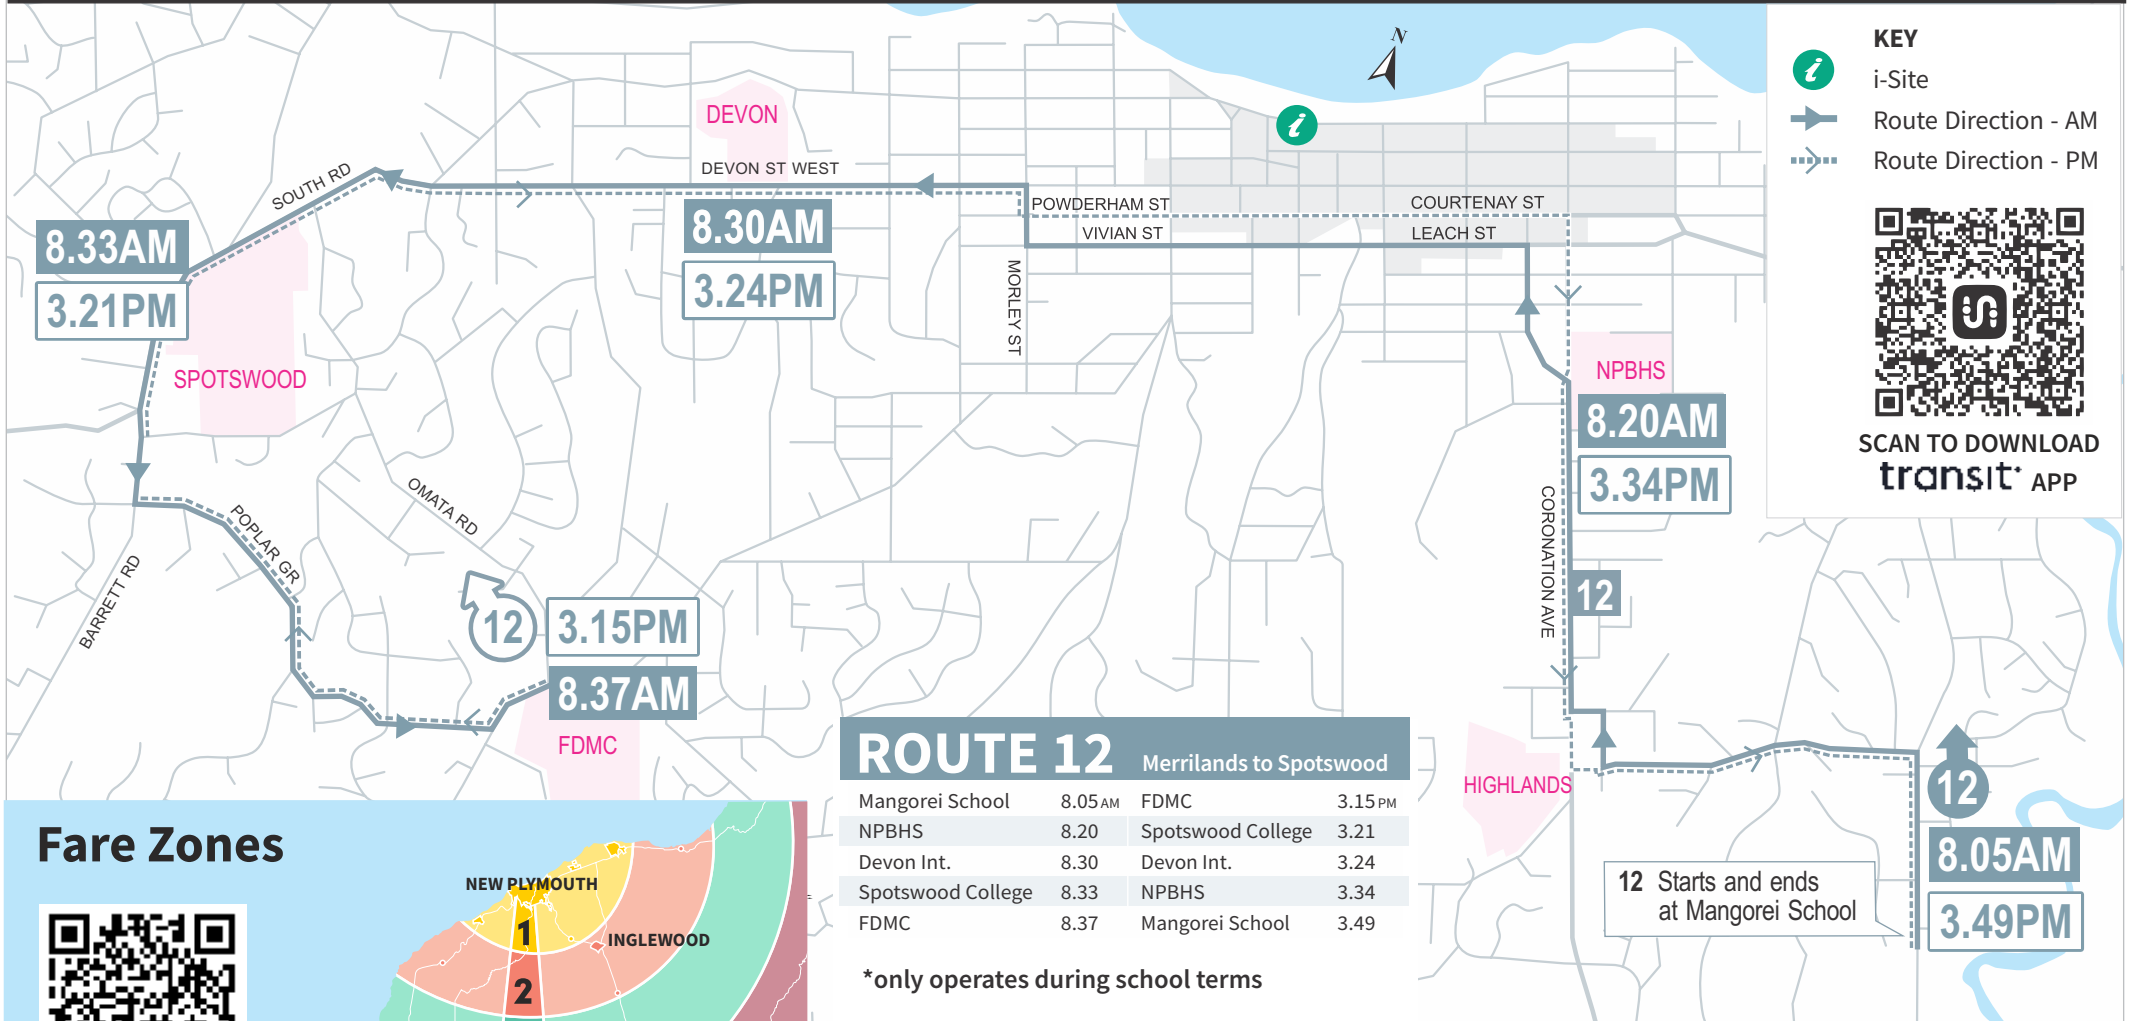 N
KEY
i
i-Site
Route Direction - AM
Route Direction - PM
SCAN TO DOWNLOAD
transit APP
i
DEVON
DEVON ST WEST
SOUTH RD
8.33AM
3.21PM
8.30AM
3.24PM
POWDERHAM ST
COURTENAY ST
VIVIAN ST
LEACH ST
MORLEY ST
SPOTSWOOD
NPBHS
8.20AM
3.34PM
CORONATION AVE
12
OMATA RD
POPLAR GR
BARRETT RD
12
3.15PM
8.37AM
FDMC
HIGHLANDS
12
8.05AM
3.49PM
12 Starts and ends
at Mangorei School
ROUTE 12 Merrilands to Spotswood
Mangorei School 8.05 AM FDMC 3.15 PM
NPBHS 8.20 Spotswood College 3.21
Devon Int. 8.30 Devon Int. 3.24
Spotswood College 8.33 NPBHS 3.34
FDMC 8.37 Mangorei School 3.49
*only operates during school terms
Fare Zones
NEW PLYMOUTH
1
INGLEWOOD
2